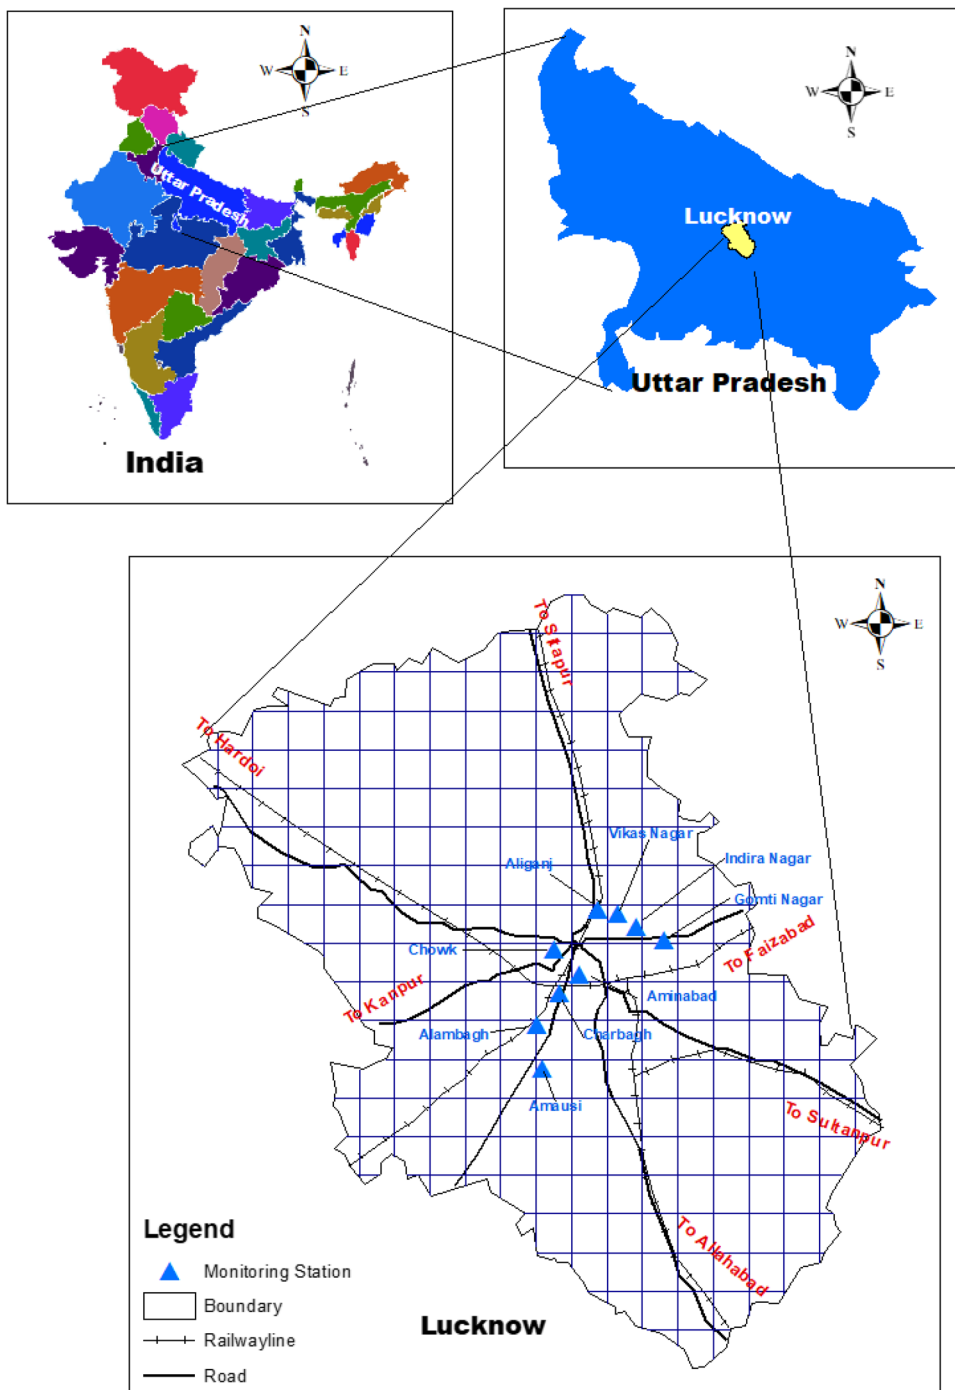 N
W
E
S
Uttar Pradesh
India
N
W
E
S
Lucknow
Uttar Pradesh
N
W
E
S
To Sitapur
To Hardoi
Vikas Nagar
Aliganj
Indira Nagar
Gomti Nagar
Chowk
To Faizabad
To Kanpur
Aminabad
Alambagh
Charbagh
Amausi
To Sultanpur
To Allahabad
Legend
Monitoring Station
Boundary
Railwayline
Road
Lucknow